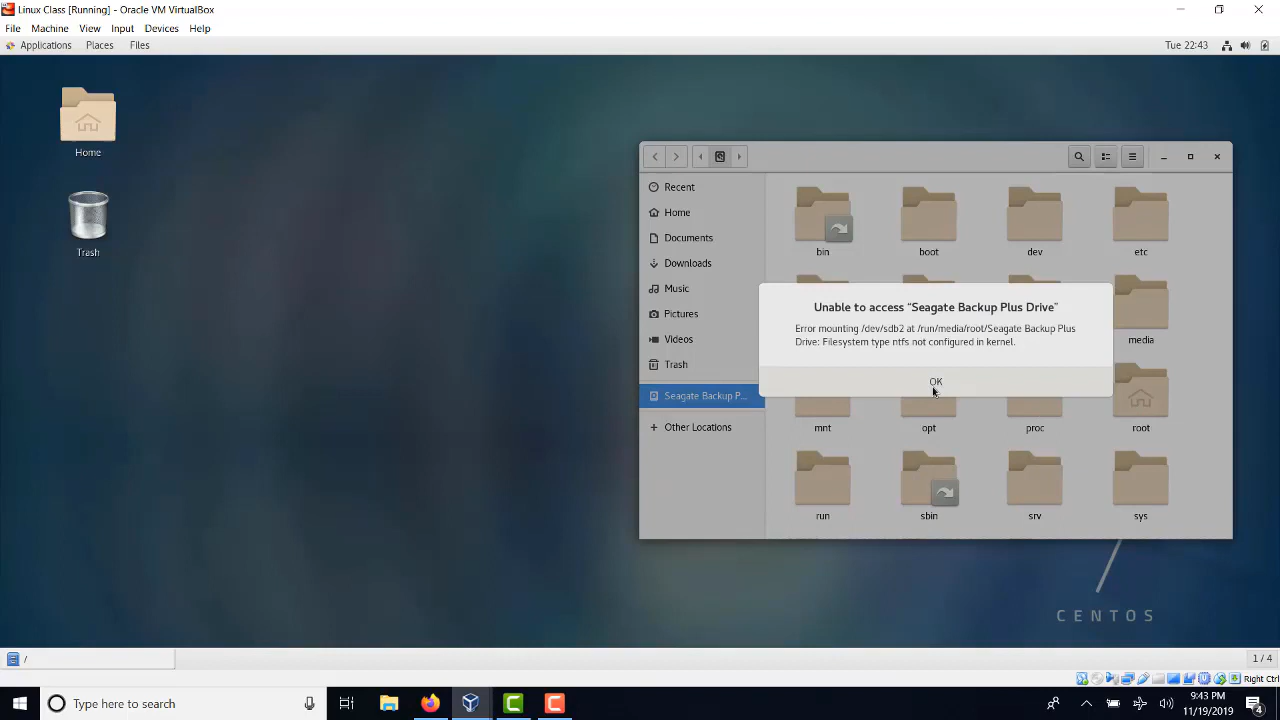 Linux Class [Running] - Oracle VM VirtualBox
File Machine View Input Devices Help
Applications Places Files Tue 22:43
Home
Trash
Recent
Home
Documents
Downloads
Music
Pictures
Videos
Trash
Seagate Backup P...
Other Locations
bin boot dev etc
media
mnt opt proc root
run sbin srv sys
Unable to access “Seagate Backup Plus Drive”
Error mounting /dev/sdb2 at /run/media/root/Seagate Backup Plus
Drive: Filesystem type ntfs not configured in kernel.
OK
7
CENTOS
/ 1 / 4
Right Ctrl
Type here to search
9:43 PM
11/19/2019
4